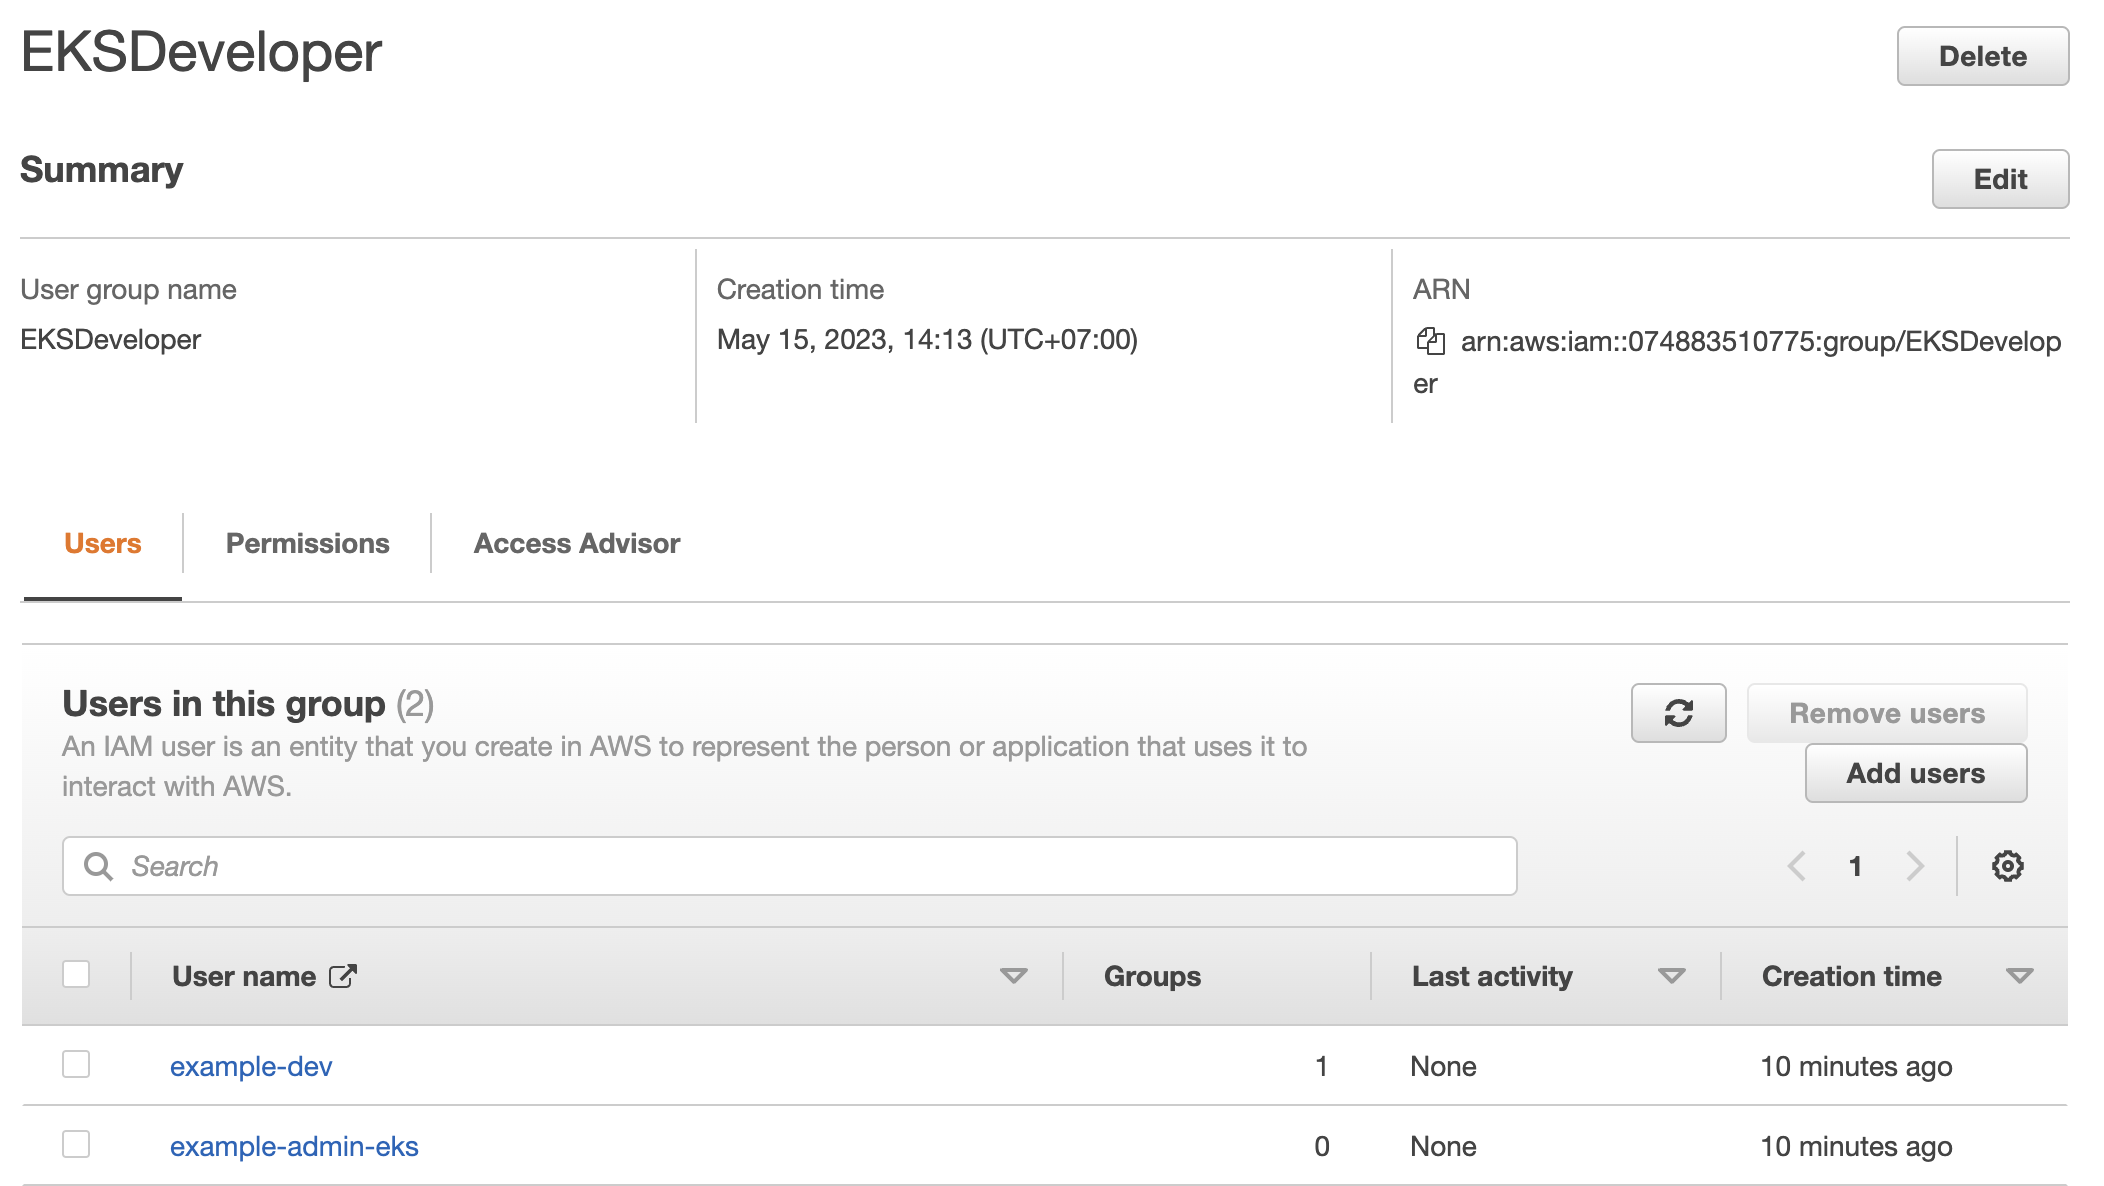 EKSDeveloper
Delete
Summary
Edit
User group name
EKSDeveloper
Creation time
May 15, 2023, 14:13 (UTC+07:00)
ARN
arn:aws:iam::074883510775:group/EKSDevelop
er
Users
Permissions
Access Advisor
Users in this group (2)
An IAM user is an entity that you create in AWS to represent the person or application that uses it to
interact with AWS.
Remove users
Add users
Search
1
User name
Groups
Last activity
Creation time
example-dev
1
None
10 minutes ago
example-admin-eks
0
None
10 minutes ago